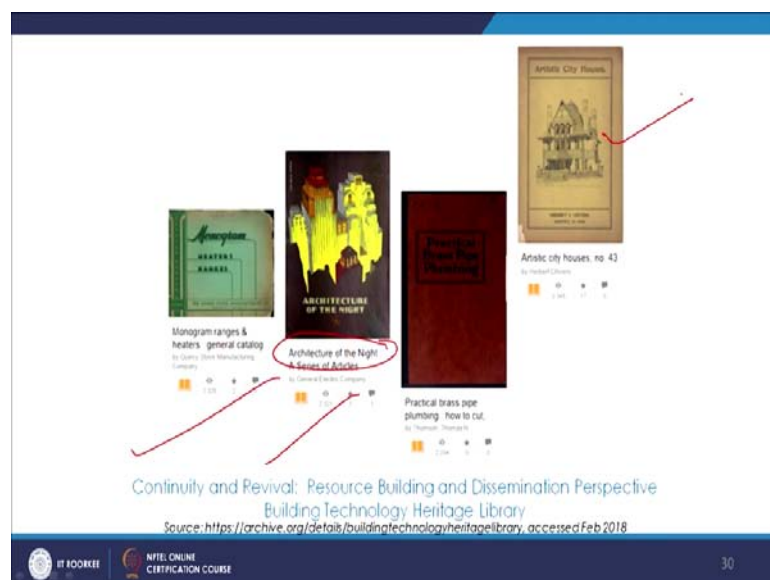 Monogram
HEATERS
RANGES
Monogram ranges &
heaters general catalog
by Quincy Stove Manufacturing
Company
ARCHITECTURE
OF THE NIGHT
Architecture of the Night
A Series of Articles
by General Electric Company
Practical
Brass Pipe
Plumbing
Practical brass pipe
plumbing how to cut,
Artistic City Houses,
Artistic city houses, no 43
Continuity and Revival: Resource Building and Dissemination Perspective
Building Technology Heritage Library
Source: https://archive.org/details/buildingtechnologyheritagelibrary, accessed Feb 2018
IIT ROORKEE
NPTEL ONLINE
CERTIFICATION COURSE
30